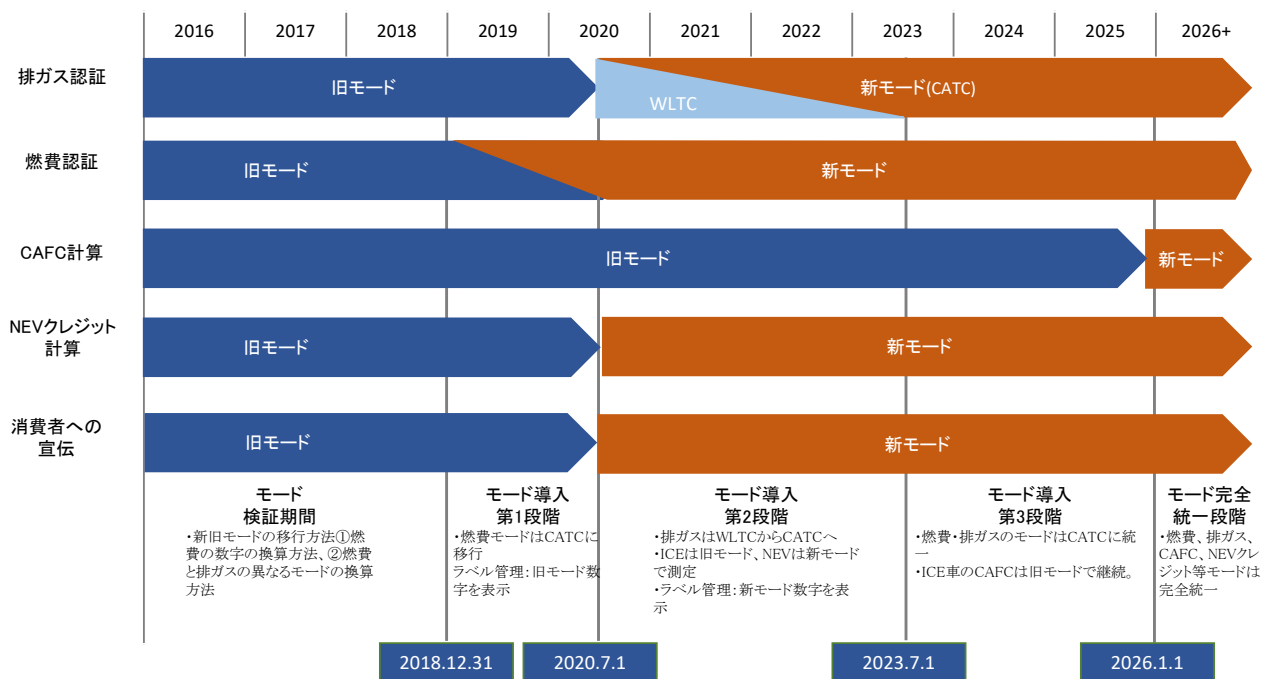 2016 2017 2018 2019 2020 2021 2022 2023 2024 2025 2026+
排ガス認証
旧モード
WLTC
新モード(CATC)
燃費認証
旧モード
新モード
CAFC計算
旧モード
新モード
NEVクレジット
計算
旧モード
新モード
消費者への
宣伝
旧モード
新モード
モード
検証期間
・新旧モードの移行方法①燃
費の数字の換算方法、②燃費
と排ガスの異なるモードの換算
方法
モード導入
第1段階
・燃費モードはCATCに
移行
ラベル管理：旧モード数
字を表示
モード導入
第2段階
・排ガスはWLTCからCATCへ
・ICEは旧モード、NEVは新モード
で測定
・ラベル管理：新モード数字を表
示
モード導入
第3段階
・燃費・排ガスのモードはCATCに統
一
・ICE車のCAFCは旧モードで継続。
モード完全
統一段階
・燃費、排ガス、
CAFC、NEVクレ
ジット等モードは
完全統一
2018.12.31
2020.7.1
2023.7.1
2026.1.1